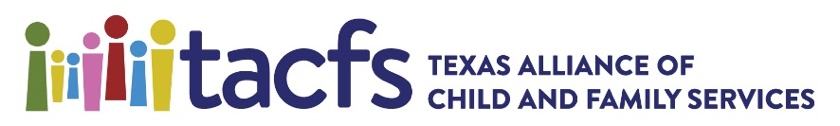 tacfs
TEXAS ALLIANCE OF
CHILD AND FAMILY SERVICES